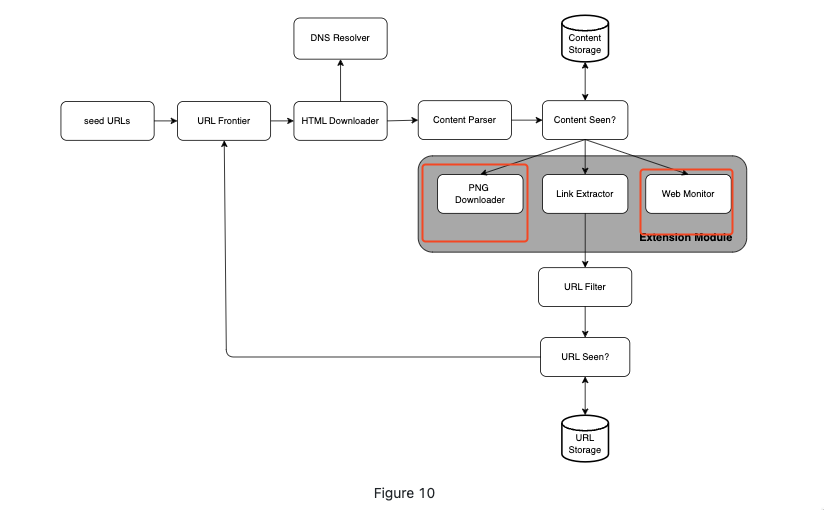 DNS Resolver
Content
Storage
seed URLs
URL Frontier
HTML Downloader
Content Parser
Content Seen?
PNG
Downloader
Link Extractor
Web Monitor
Extension Module
URL Filter
URL Seen?
URL
Storage
Figure 10